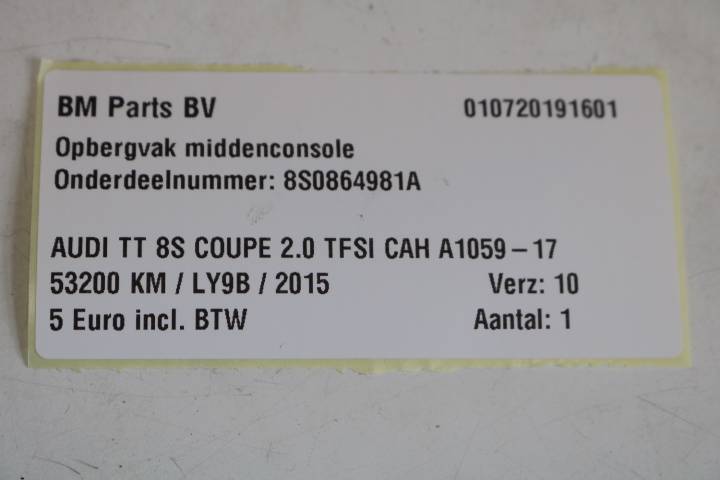 BM Parts BV 010720191601
Opbergvak middenconsole
Onderdeelnummer: 8S0864981A
AUDI TT 8S COUPE 2.0 TFSI CAH A1059 – 17
53200 KM / LY9B / 2015 Verz: 10
5 Euro incl. BTW Aantal: 1